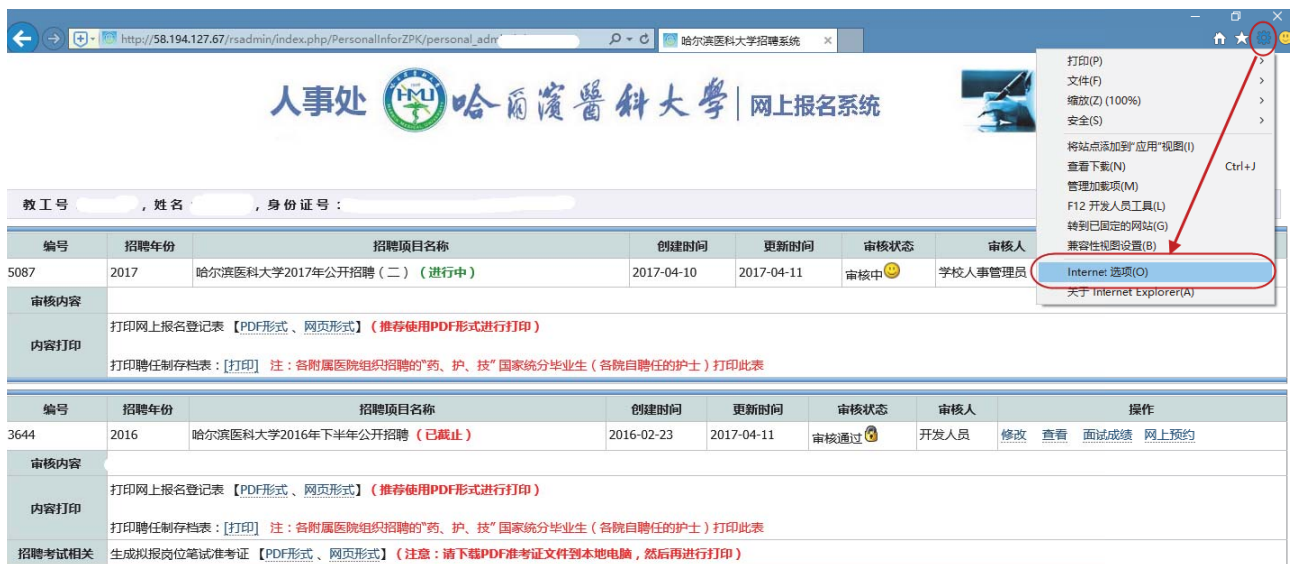 http://58.194.127.67/rsadmin/index.php/PersonalInforZPK/personal_adm
哈尔滨医科大学招聘系统
人事处 HMU 哈爾濱醫科大學 | 网上报名系统
打印(P)
文件(F)
缩放(Z) (100%)
安全(S)
将站点添加到“应用”视图(I)
查看下载(N) Ctrl+J
管理加载项(M)
F12 开发人员工具(L)
转到已固定的网站(G)
兼容性视图设置(B)
Internet 选项(O)
关于 Internet Explorer(A)
教工号 ，姓名 ，身份证号：
编号 招聘年份 招聘项目名称 创建时间 更新时间 审核状态 审核人
5087 2017 哈尔滨医科大学2017年公开招聘（二）（进行中） 2017-04-10 2017-04-11 审核中 学校人事管理员
审核内容
内容打印
打印网上报名登记表 【PDF形式 、网页形式】（推荐使用PDF形式进行打印）
打印聘任制存档表：[打印] 注：各附属医院组织招聘的“药、护、技”国家统分毕业生（各院自聘任的护士）打印此表
编号 招聘年份 招聘项目名称 创建时间 更新时间 审核状态 审核人 操作
3644 2016 哈尔滨医科大学2016年下半年公开招聘（已截止） 2016-02-23 2017-04-11 审核通过 开发人员 修改 查看 面试成绩 网上预约
审核内容
内容打印
打印网上报名登记表 【PDF形式 、网页形式】（推荐使用PDF形式进行打印）
打印聘任制存档表：[打印] 注：各附属医院组织招聘的“药、护、技”国家统分毕业生（各院自聘任的护士）打印此表
招聘考试相关 生成拟报岗位笔试准考证 【PDF形式 、网页形式】（注意：请下载PDF准考证文件到本地电脑，然后再进行打印）